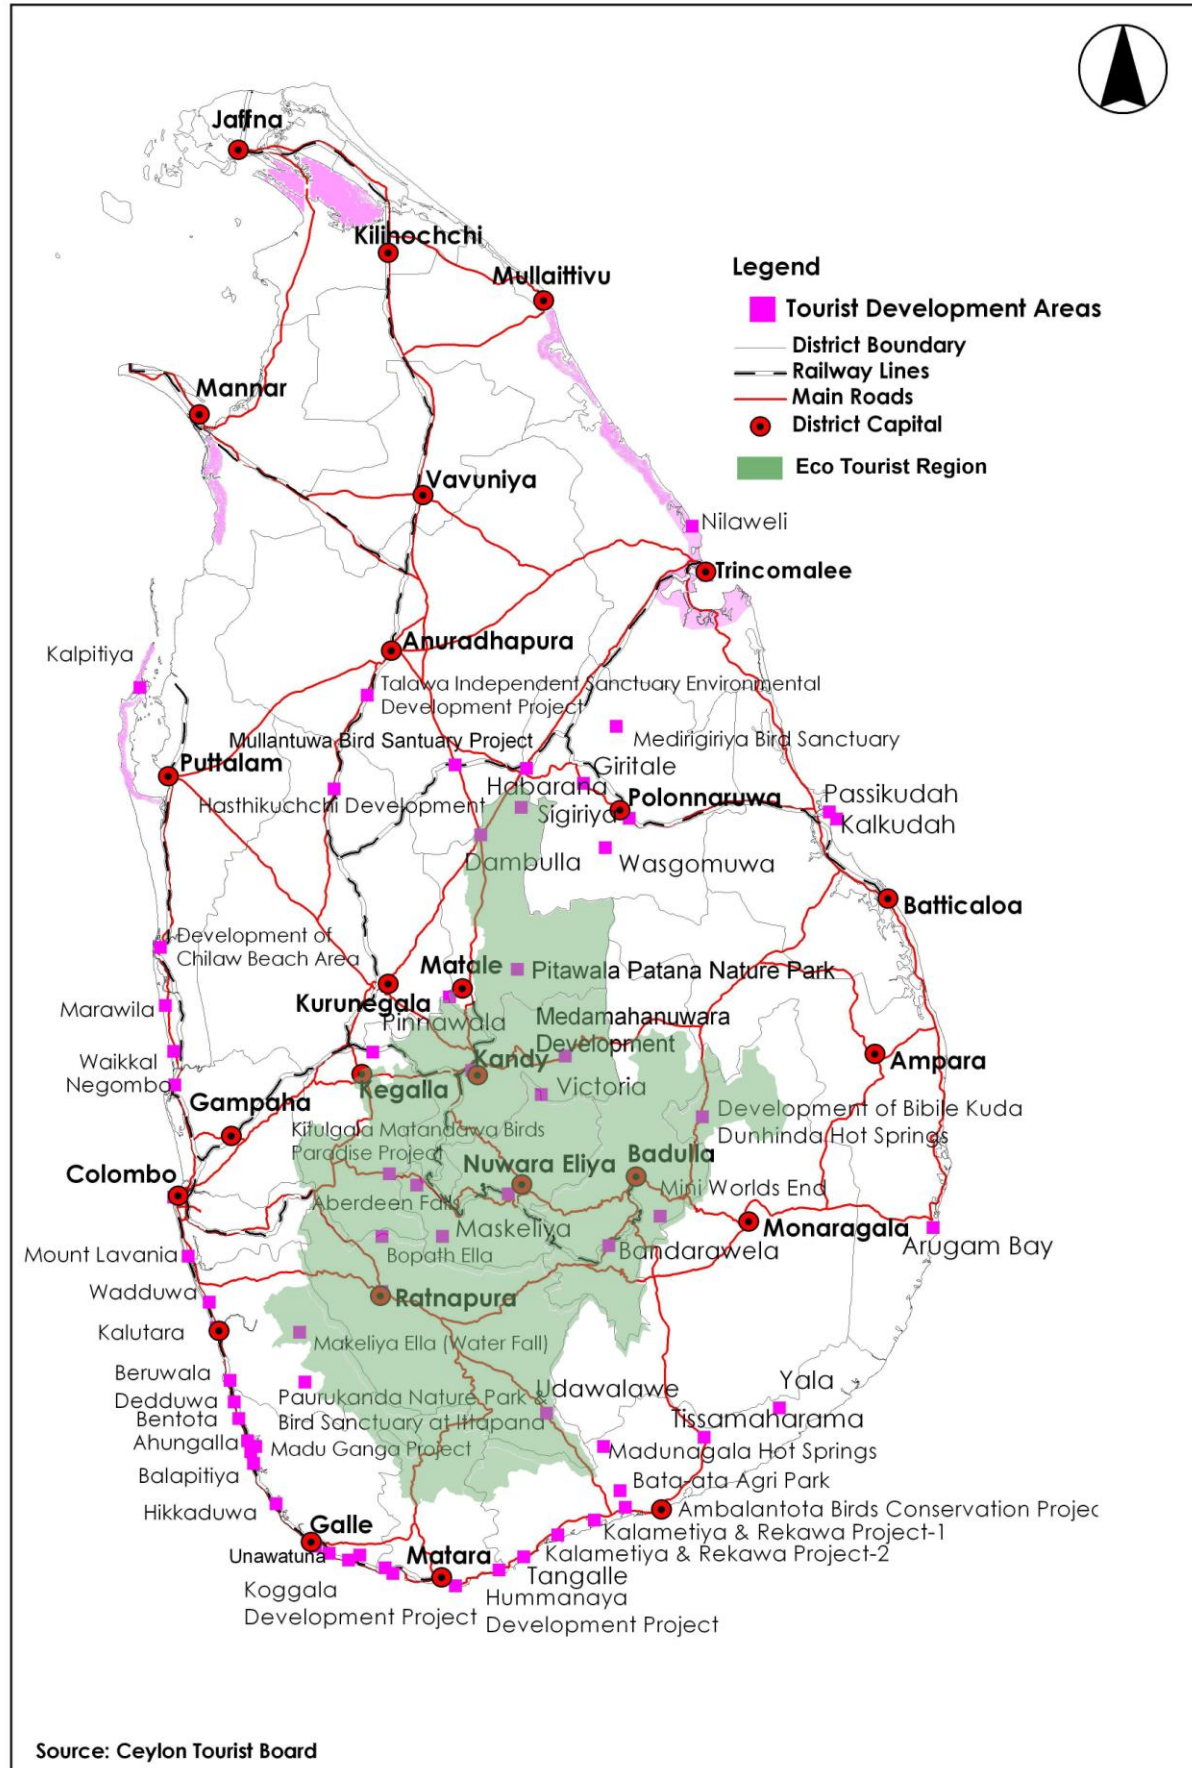 Jaffna
Kilinochchi
Mullaittivu
Legend
Tourist Development Areas
District Boundary
Railway Lines
Main Roads
District Capital
Eco Tourist Region
Mannar
Vavuniya
Nilaweli
Trincomalee
Anuradhapura
Kalpitiya
Talawa Independent Sanctuary Environmental
Development Project
Mullantuwa Bird Santuary Project
Medirigiriya Bird Sanctuary
Puttalam
Giritale
Habarana
Hasthikuchchi Development
Sigiriya
Polonnaruwa
Passikudah
Kalkudah
Dambulla
Wasgomuwa
Batticaloa
Development of
Chilaw Beach Area
Matale
Pitawala Patana Nature Park
Kurunegala
Marawila
Pinnawala
Medamahanuwara
Development
Waikkal
Negombo
Kandy
Ampara
Kegalla
Victoria
Gampaha
Development of Bibile Kuda
Dunhinda Hot Springs
Kitulgala Matandawa Birds
Paradise Project
Nuwara Eliya
Badulla
Colombo
Mini Worlds End
Aberdeen Falls
Maskeliya
Monaragala
Bopath Ella
Bandarawela
Arugam Bay
Mount Lavania
Wadduwa
Ratnapura
Kalutara
Makeliya Ella (Water Fall)
Beruwala
Yala
Udawalawe
Dedduwa
Paurukanda Nature Park &
Bird Sanctuary at Ittapana
Bentota
Tissamaharama
Ahungalla
Madu Ganga Project
Madunagala Hot Springs
Balapitiya
Bata-ata Agri Park
Hikkaduwa
Ambalantota Birds Conservation Projec
Galle
Kalametiya & Rekawa Project-1
Unawatuna
Matara
Kalametiya & Rekawa Project-2
Tangalle
Koggala
Development Project
Hummanaya
Development Project
Source: Ceylon Tourist Board